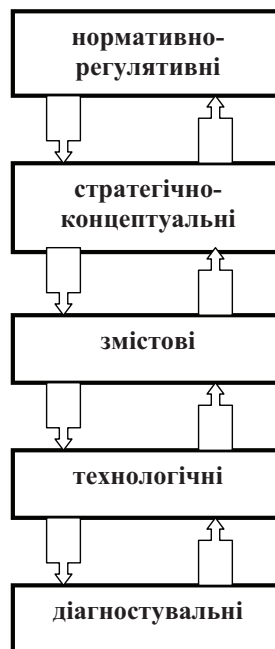 нормативно-
регулятивні
стратегічно-
концептуальні
змістові
технологічні
діагностувальні